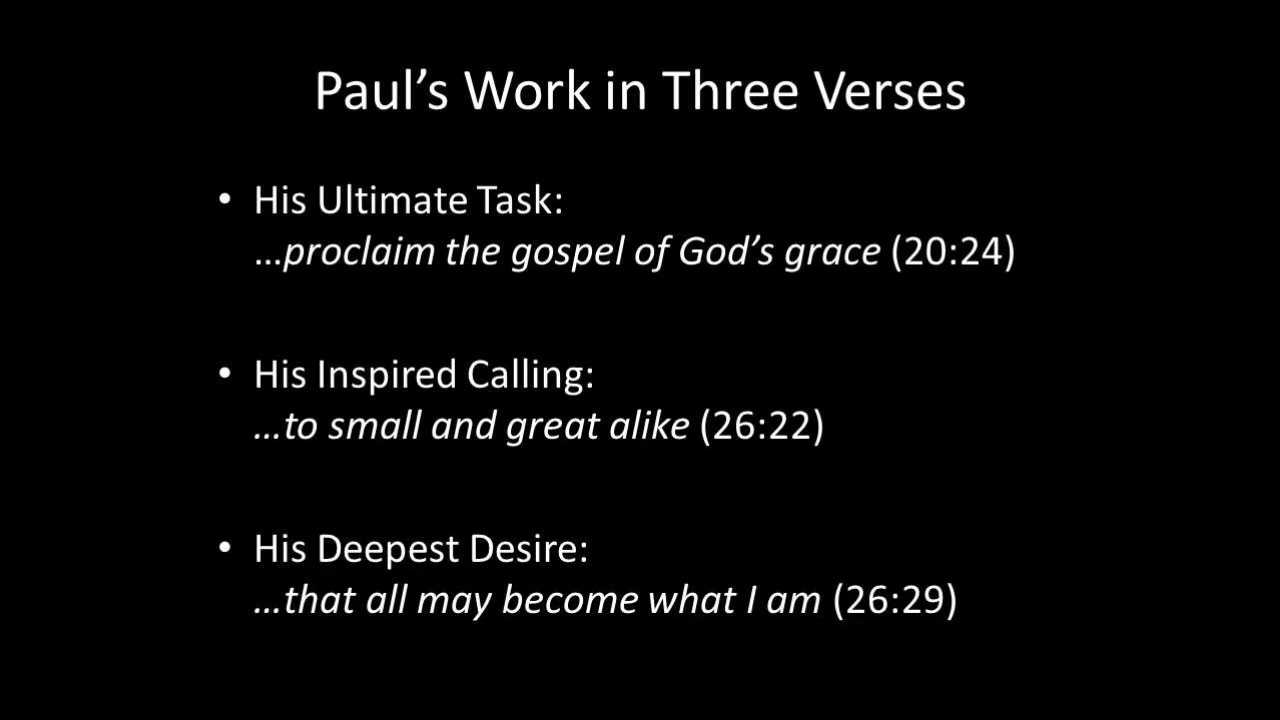 Paul’s Work in Three Verses
• His Ultimate Task:
…proclaim the gospel of God’s grace (20:24)
• His Inspired Calling:
…to small and great alike (26:22)
• His Deepest Desire:
…that all may become what I am (26:29)